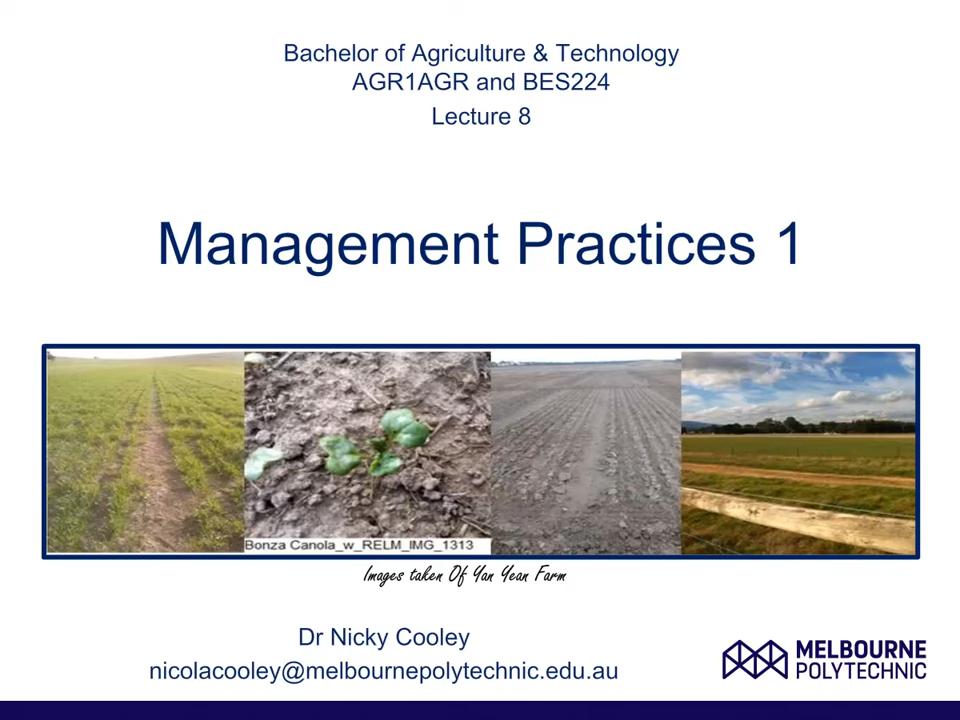 Bachelor of Agriculture & Technology
AGR1AGR and BES224
Lecture 8
Management Practices 1
Bonza Canola_w_RELM_IMG_1313
Images taken Of Yan Yean Farm
Dr Nicky Cooley
nicolacooley@melbournepolytechnic.edu.au
MELBOURNE
POLYTECHNIC